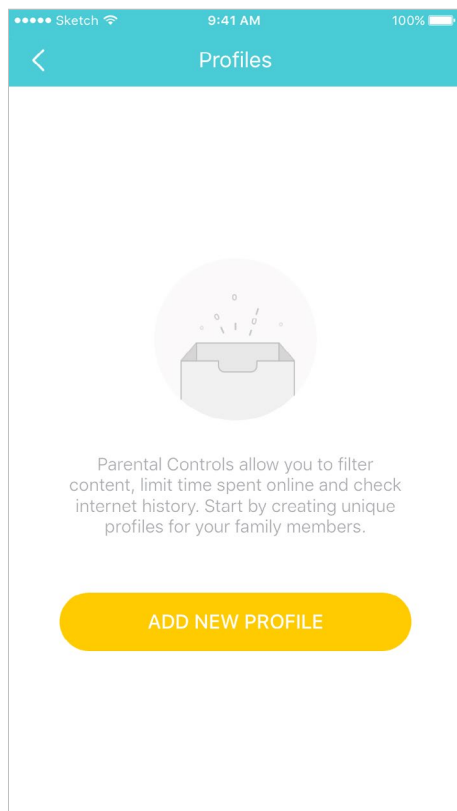 Sketch 9:41 AM 100%
Profiles
Parental Controls allow you to filter
content, limit time spent online and check
internet history. Start by creating unique
profiles for your family members.
ADD NEW PROFILE